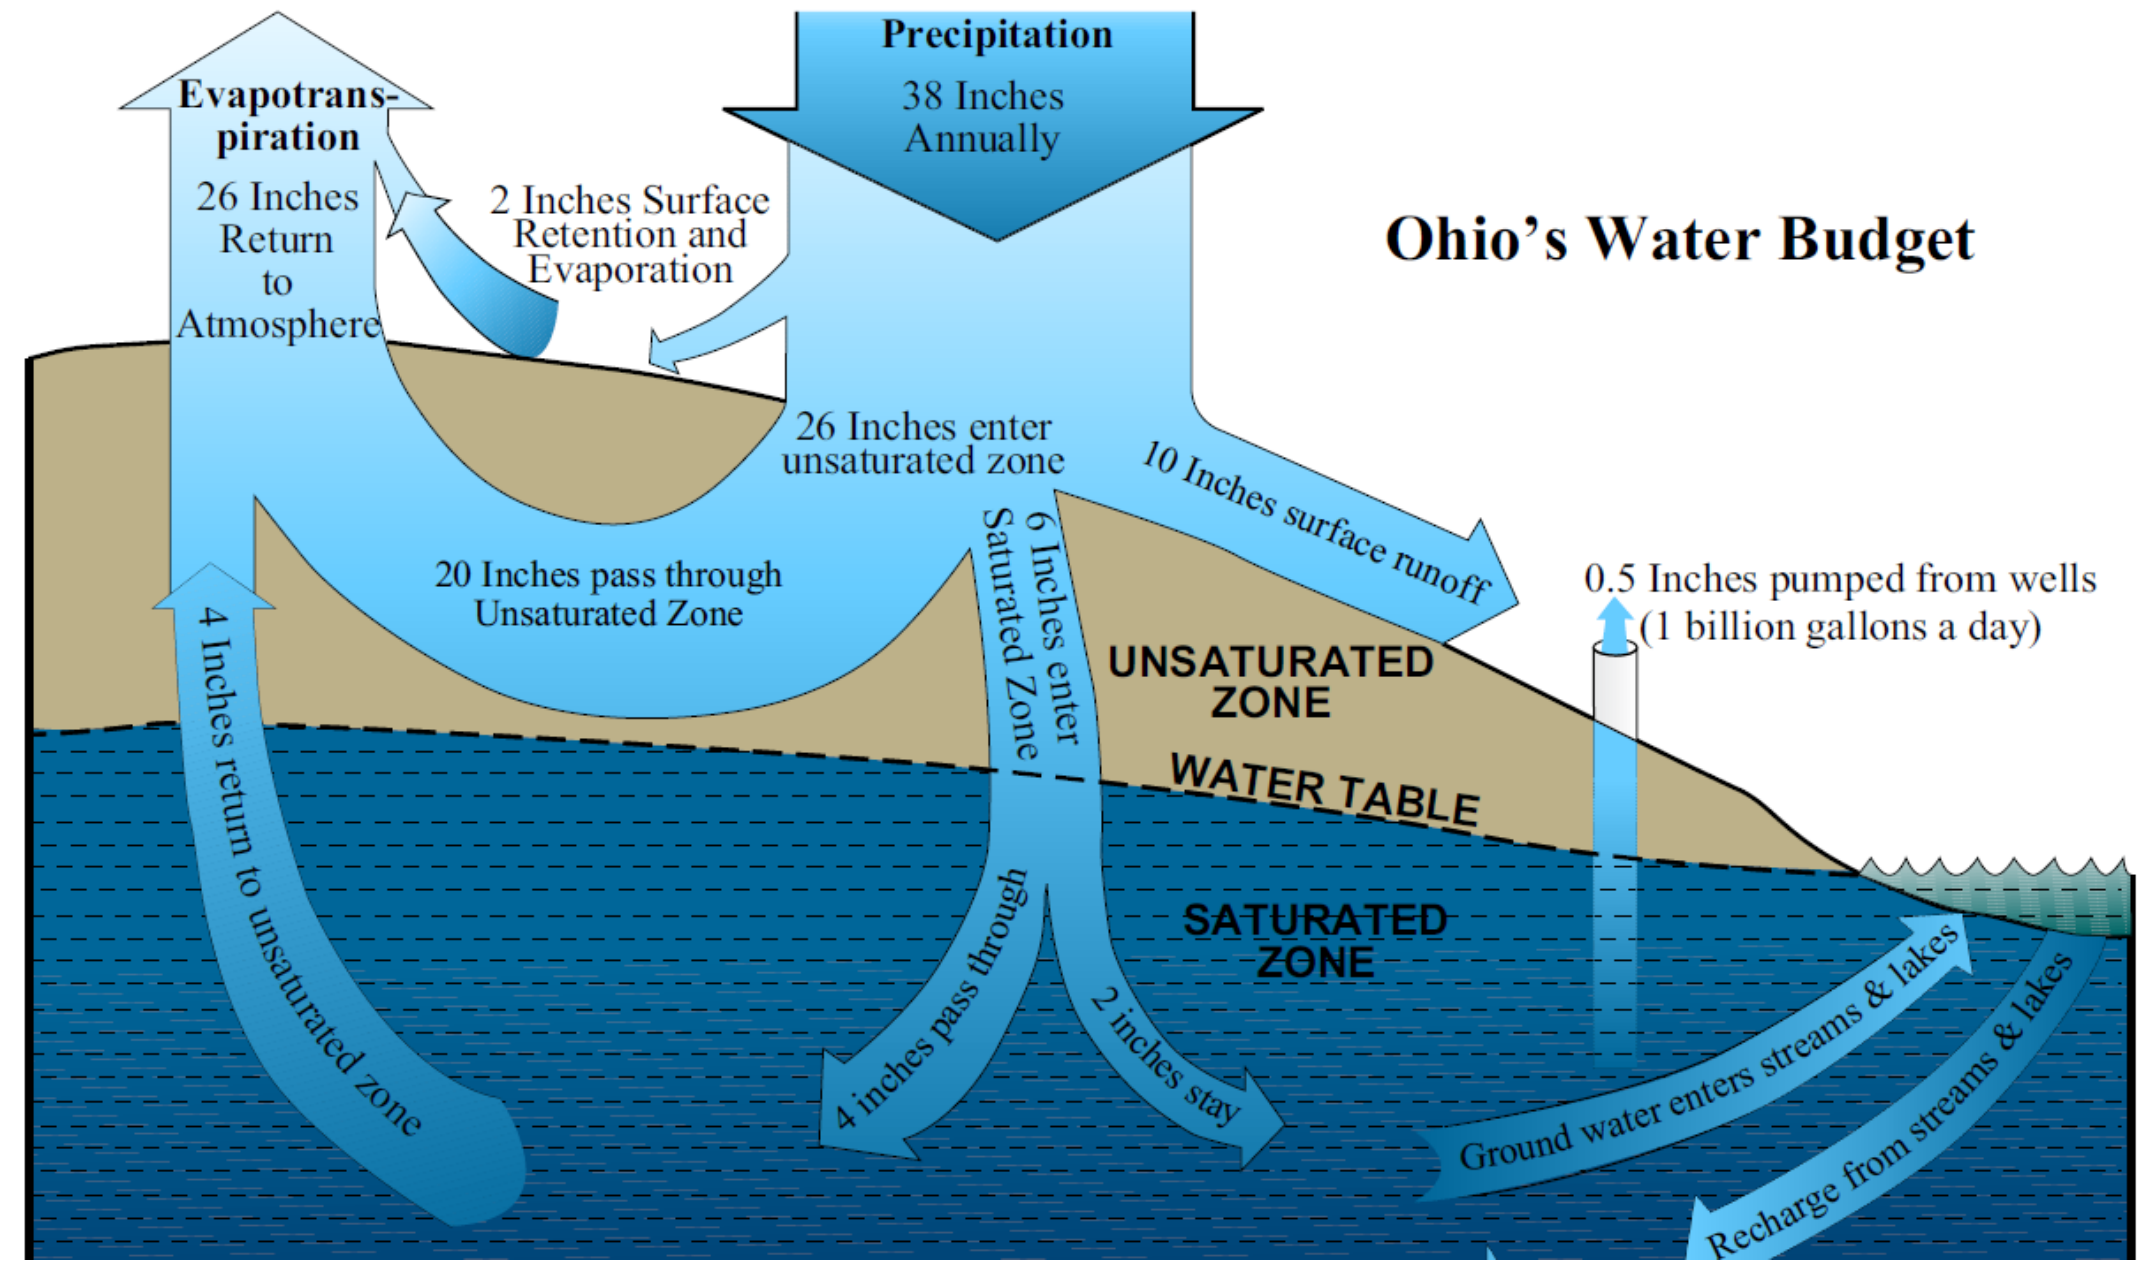 Precipitation
38 Inches
Annually
Evapotrans-
piration
26 Inches
Return
to
Atmosphere
2 Inches Surface
Retention and
Evaporation
Ohio’s Water Budget
26 Inches enter
unsaturated zone
10 Inches surface runoff
20 Inches pass through
Unsaturated Zone
6 Inches enter
Saturated Zone
0.5 Inches pumped from wells
(1 billion gallons a day)
UNSATURATED
ZONE
WATER TABLE
4 Inches return to unsaturated zone
SATURATED
ZONE
4 inches pass through
2 inches stay
Ground water enters streams & lakes
Recharge from streams & lakes